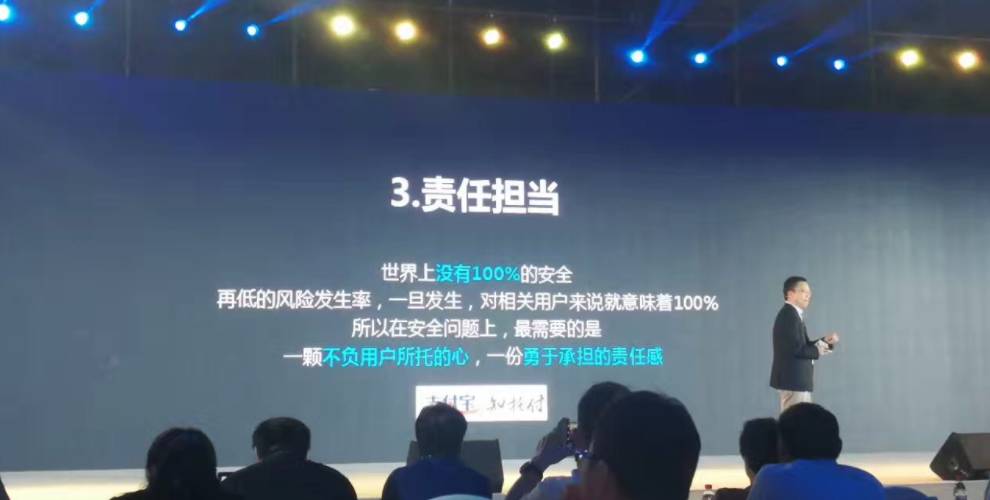 3.责任担当
世界上没有100%的安全
再低的风险发生率，一旦发生，对相关用户来说就意味着100%
所以在安全问题上，最需要的是
一颗不负用户所托的心，一份勇于承担的责任感
支付宝 知托付